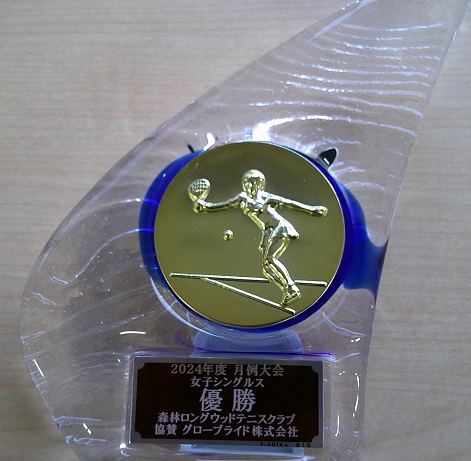 2024年度 月例大会
女子シングルス
優勝
森林ロングウッドテニスクラブ
協賛 グローブライド株式会社